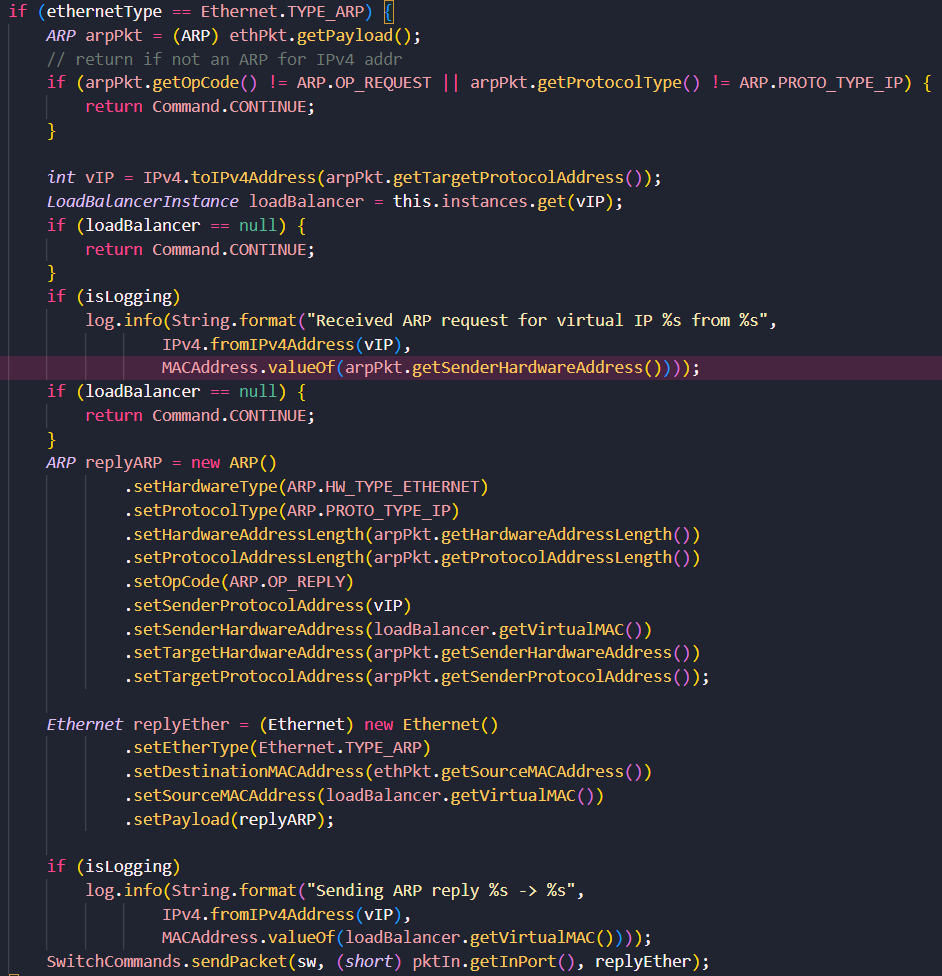 if (ethernetType == Ethernet.TYPE_ARP) {
    ARP arpPkt = (ARP) ethPkt.getPayload();
    // return if not an ARP for IPv4 addr
    if (arpPkt.getOpCode() != ARP.OP_REQUEST || arpPkt.getProtocolType() != ARP.PROTO_TYPE_IP) {
        return Command.CONTINUE;
    }

    int vIP = IPv4.toIPv4Address(arpPkt.getTargetProtocolAddress());
    LoadBalancerInstance loadBalancer = this.instances.get(vIP);
    if (loadBalancer == null) {
        return Command.CONTINUE;
    }
    if (isLogging)
        log.info(String.format("Received ARP request for virtual IP %s from %s",
                IPv4.fromIPv4Address(vIP),
                MACAddress.valueOf(arpPkt.getSenderHardwareAddress())));
    if (loadBalancer == null) {
        return Command.CONTINUE;
    }
    ARP replyARP = new ARP()
            .setHardwareType(ARP.HW_TYPE_ETHERNET)
            .setProtocolType(ARP.PROTO_TYPE_IP)
            .setHardwareAddressLength(arpPkt.getHardwareAddressLength())
            .setProtocolAddressLength(arpPkt.getProtocolAddressLength())
            .setOpCode(ARP.OP_REPLY)
            .setSenderProtocolAddress(vIP)
            .setSenderHardwareAddress(loadBalancer.getVirtualMAC())
            .setTargetHardwareAddress(arpPkt.getSenderHardwareAddress())
            .setTargetProtocolAddress(arpPkt.getSenderProtocolAddress());

    Ethernet replyEther = (Ethernet) new Ethernet()
            .setEtherType(Ethernet.TYPE_ARP)
            .setDestinationMACAddress(ethPkt.getSourceMACAddress())
            .setSourceMACAddress(loadBalancer.getVirtualMAC())
            .setPayload(replyARP);

    if (isLogging)
        log.info(String.format("Sending ARP reply %s -> %s",
                IPv4.fromIPv4Address(vIP),
                MACAddress.valueOf(loadBalancer.getVirtualMAC())));
    SwitchCommands.sendPacket(sw, (short) pktIn.getInPort(), replyEther);